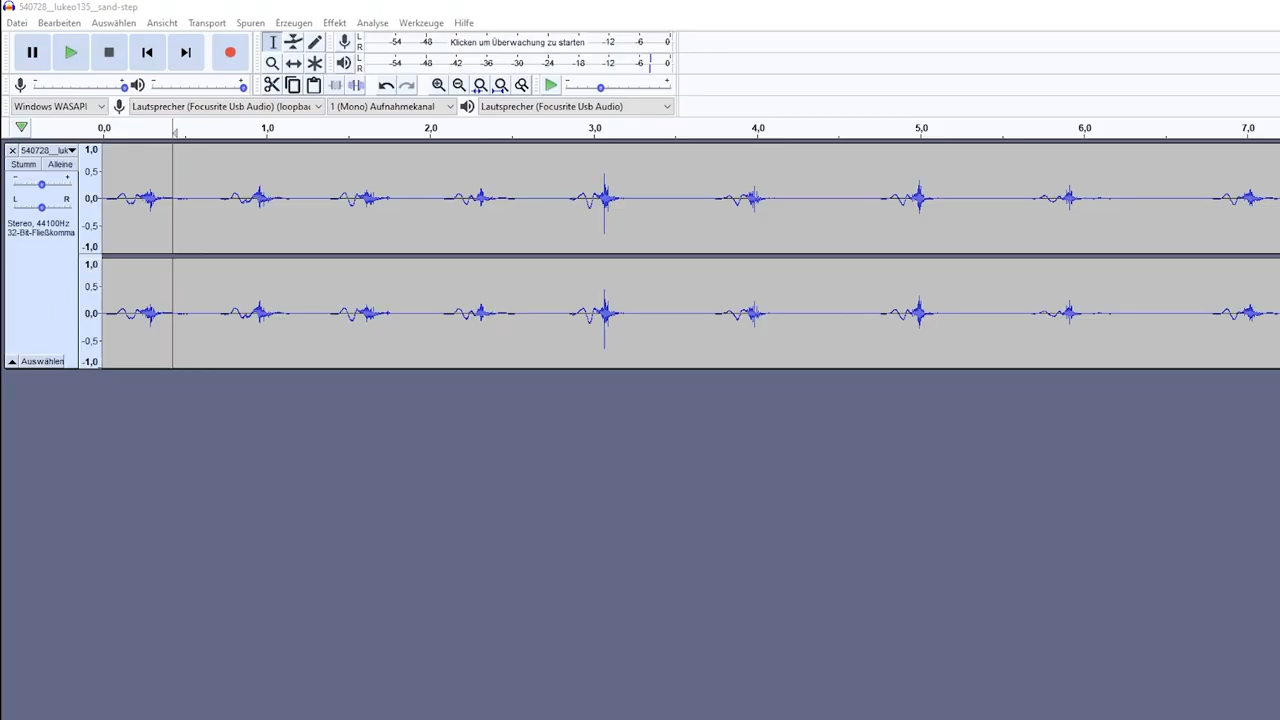 540728__lukeo135__sand-step
Datei Bearbeiten Auswählen Ansicht Transport Spuren Erzeugen Effekt Analyse Werkzeuge Hilfe
L
R
-54 -48 Klicken um Überwachung zu starten -12 -6 0
L
R
-54 -48 -42 -36 -30 -24 -18 -12 -6 0
- +
- +
- +
Windows WASAPI Lautsprecher (Focusrite Usb Audio) (loopbac 1 (Mono) Aufnahmekanal Lautsprecher (Focusrite Usb Audio)
0,0 1,0 2,0 3,0 4,0 5,0 6,0 7,0
540728__luk
Stumm Alleine
- +
L R
Stereo, 44100Hz
32-Bit-Fließkomma
Auswählen
1,0
0,5
0,0
-0,5
-1,0
1,0
0,5
0,0
-0,5
-1,0